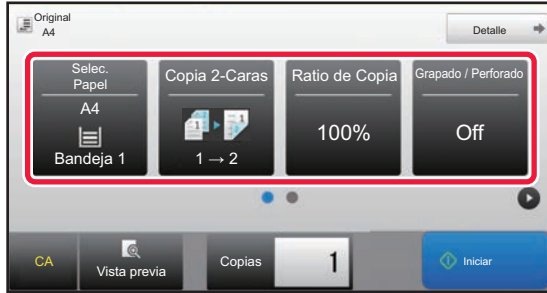 Original
A4
Detalle
Selec.
Papel
A4
Bandeja 1
Copia 2-Caras
1 → 2
Ratio de Copia
100%
Grapado / Perforado
Off
CA
Vista previa
Copias
1
Iniciar